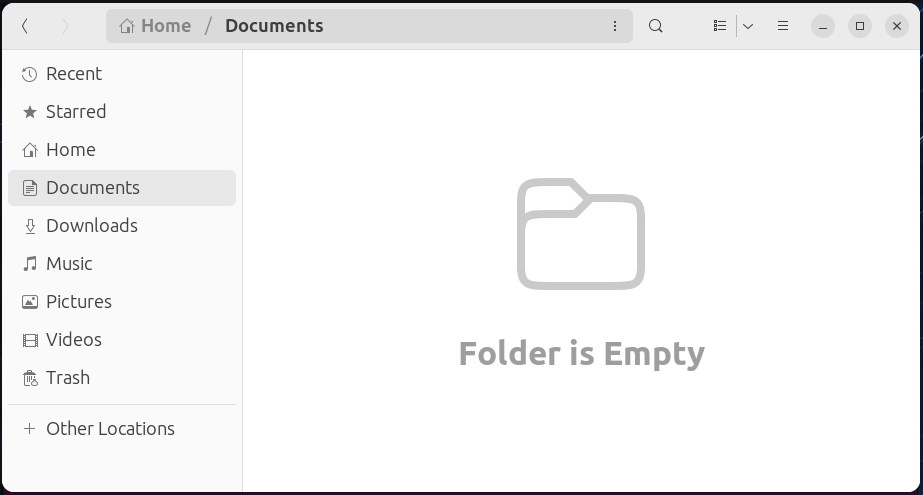 Home / Documents
Recent
Starred
Home
Documents
Downloads
Music
Pictures
Videos
Trash
Other Locations
Folder is Empty